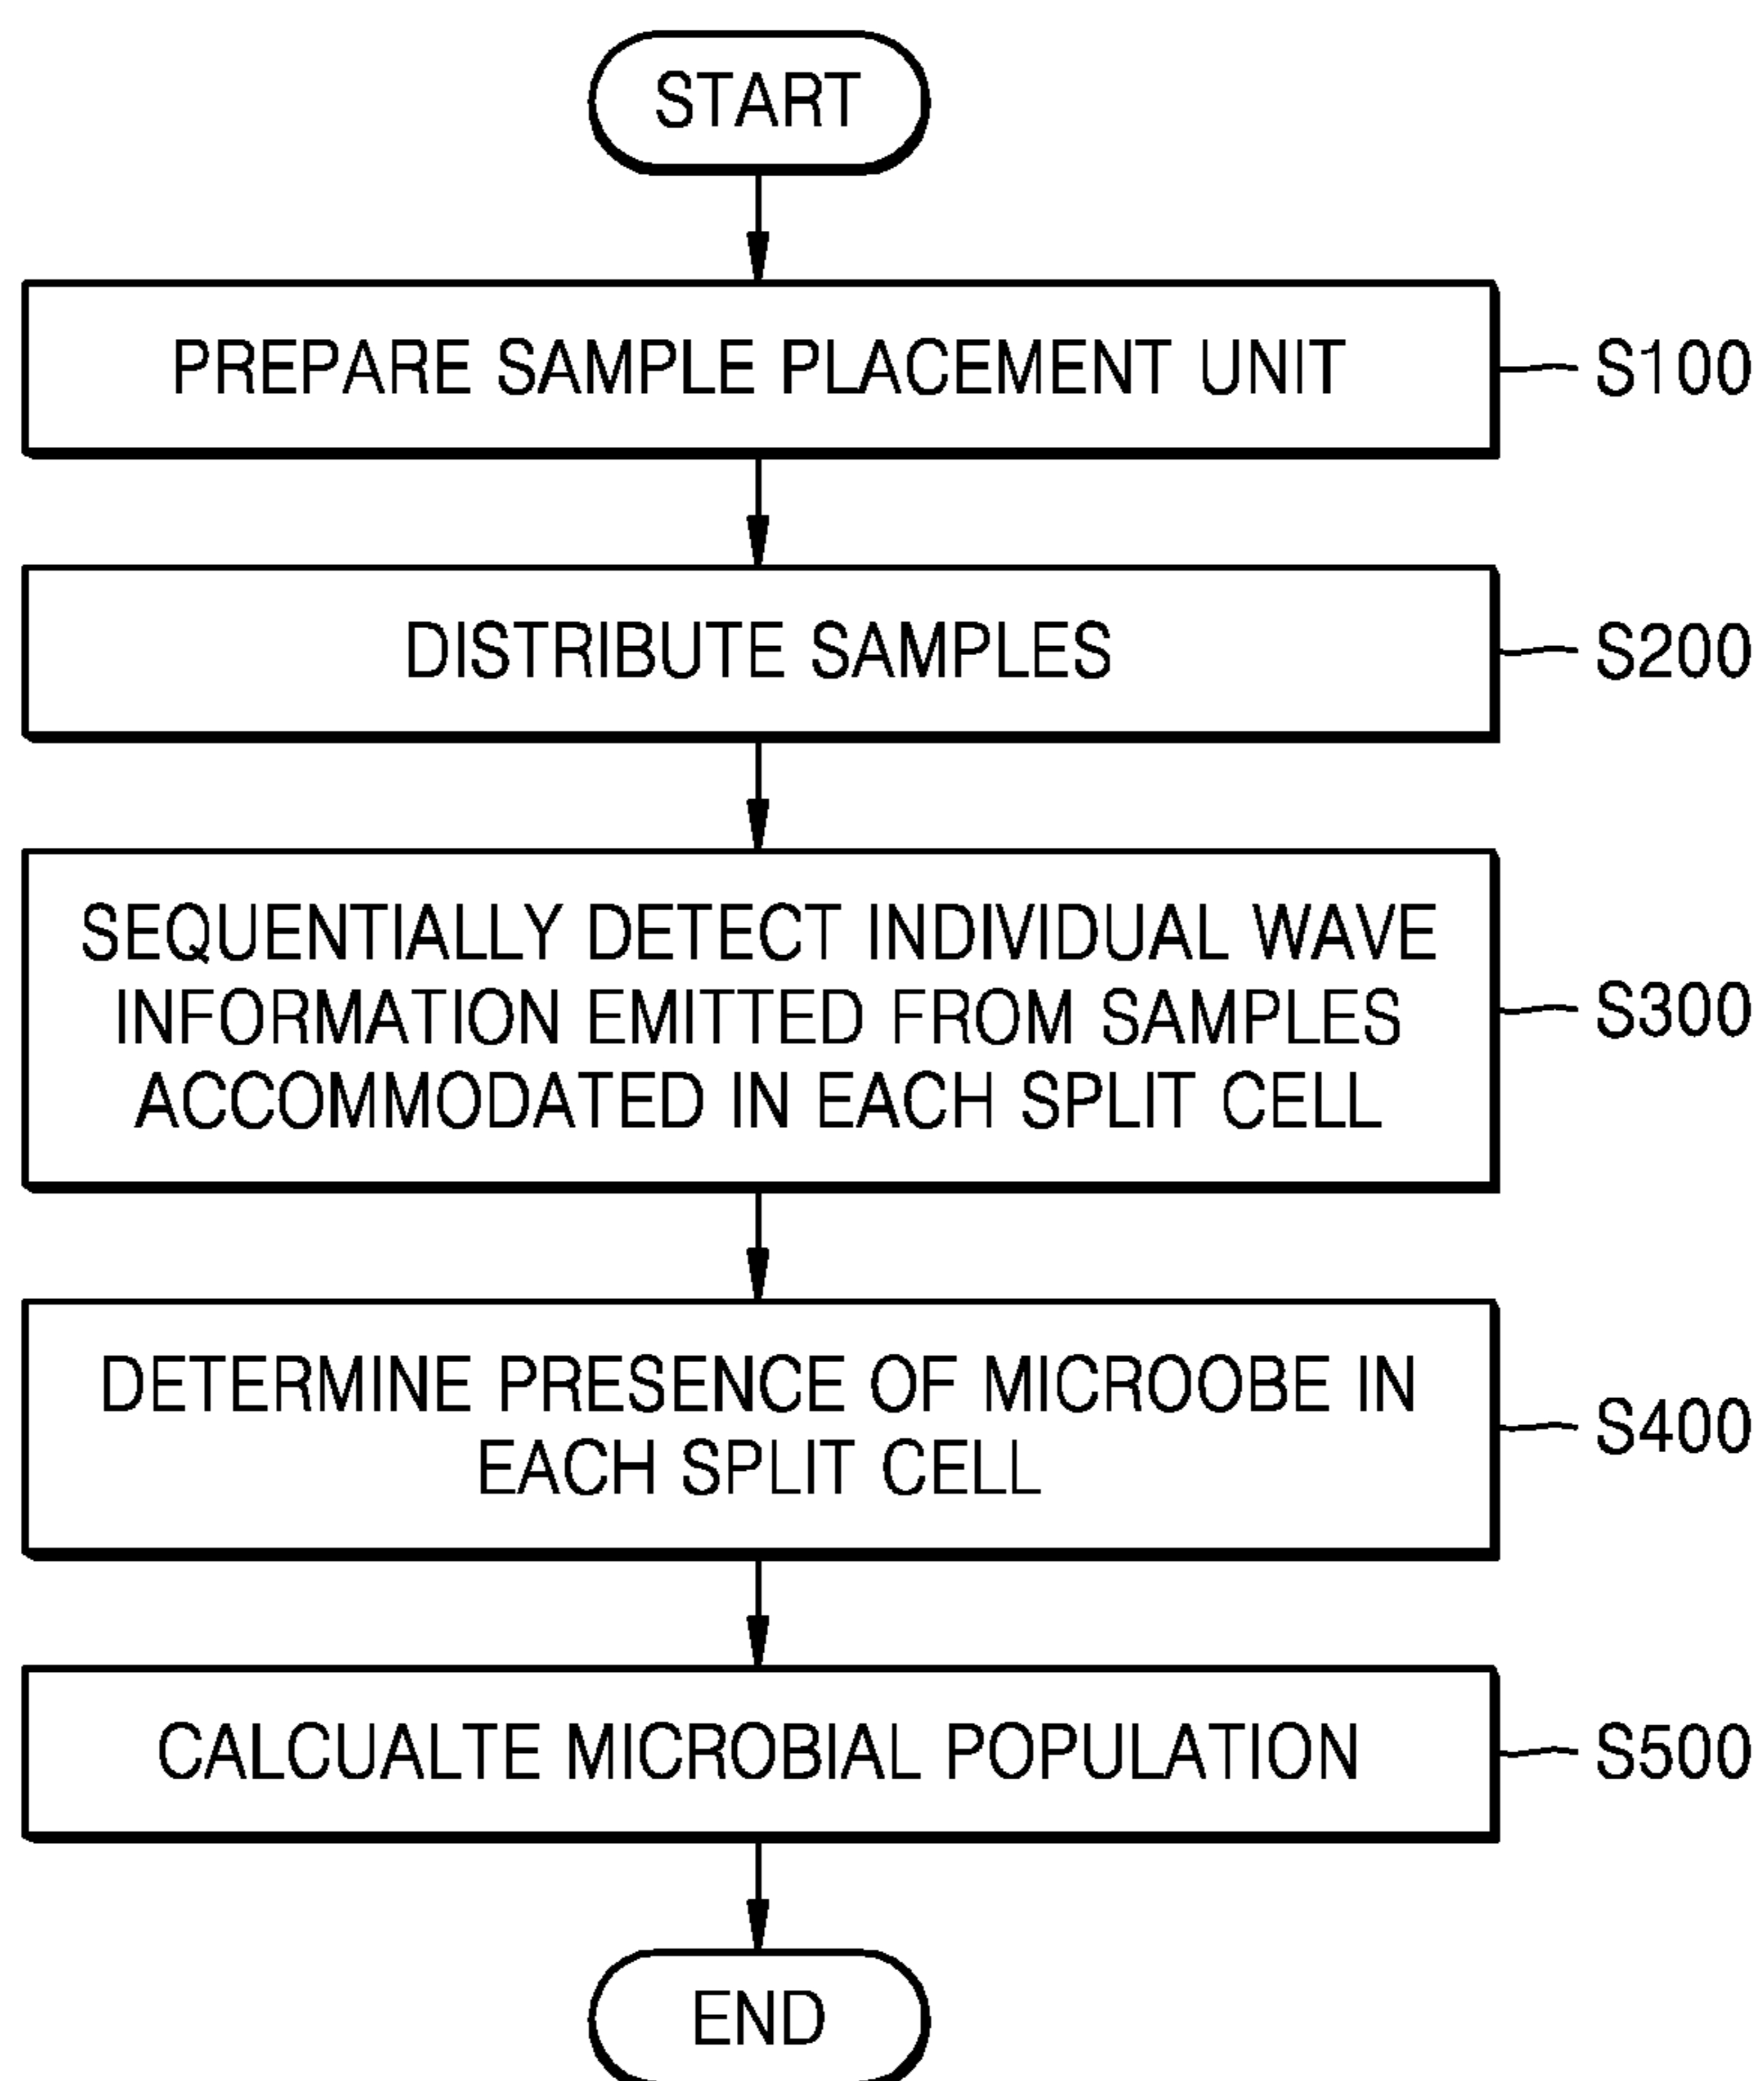 START
PREPARE SAMPLE PLACEMENT UNIT
S100
DISTRIBUTE SAMPLES
S200
SEQUENTIALLY DETECT INDIVIDUAL WAVE
INFORMATION EMITTED FROM SAMPLES
ACCOMMODATED IN EACH SPLIT CELL
S300
DETERMINE PRESENCE OF MICROOBE IN
EACH SPLIT CELL
S400
CALCUALTE MICROBIAL POPULATION
S500
END